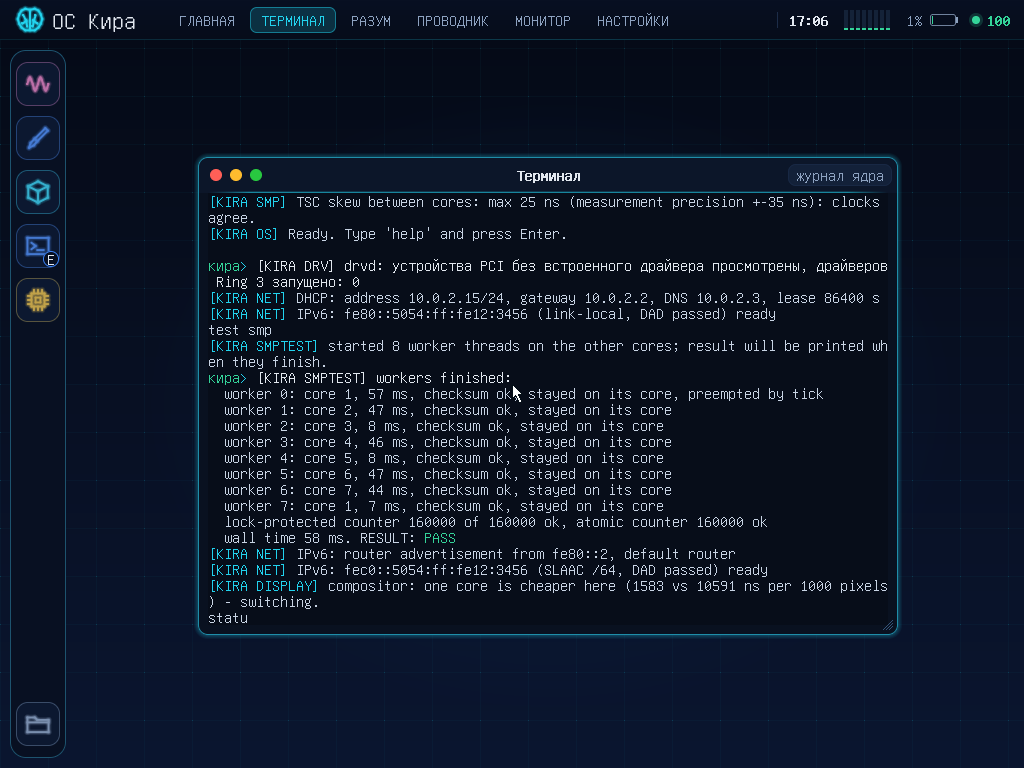 ОС Кира
ГЛАВНАЯ ТЕРМИНАЛ РАЗУМ ПРОВОДНИК МОНИТОР НАСТРОЙКИ
17:06 1% 100
E
Терминал
журнал ядра
[KIRA SMP] TSC skew between cores: max 25 ns (measurement precision +-35 ns): clocks
agree.
[KIRA OS] Ready. Type 'help' and press Enter.
кира> [KIRA DRV] drvd: устройства PCI без встроенного драйвера просмотрены, драйверов
Ring 3 запущено: 0
[KIRA NET] DHCP: address 10.0.2.15/24, gateway 10.0.2.2, DNS 10.0.2.3, lease 86400 s
[KIRA NET] IPv6: fe80::5054:ff:fe12:3456 (link-local, DAD passed) ready
test smp
[KIRA SMPTEST] started 8 worker threads on the other cores; result will be printed wh
en they finish.
кира> [KIRA SMPTEST] workers finished:
worker 0: core 1, 57 ms, checksum ok, stayed on its core, preempted by tick
worker 1: core 2, 47 ms, checksum ok, stayed on its core
worker 2: core 3, 8 ms, checksum ok, stayed on its core
worker 3: core 4, 46 ms, checksum ok, stayed on its core
worker 4: core 5, 8 ms, checksum ok, stayed on its core
worker 5: core 6, 47 ms, checksum ok, stayed on its core
worker 6: core 7, 44 ms, checksum ok, stayed on its core
worker 7: core 1, 7 ms, checksum ok, stayed on its core
lock-protected counter 160000 of 160000 ok, atomic counter 160000 ok
wall time 58 ms. RESULT: PASS
[KIRA NET] IPv6: router advertisement from fe80::2, default router
[KIRA NET] IPv6: fec0::5054:ff:fe12:3456 (SLAAC /64, DAD passed) ready
[KIRA DISPLAY] compositor: one core is cheaper here (1583 vs 10591 ns per 1000 pixels
) - switching.
statu